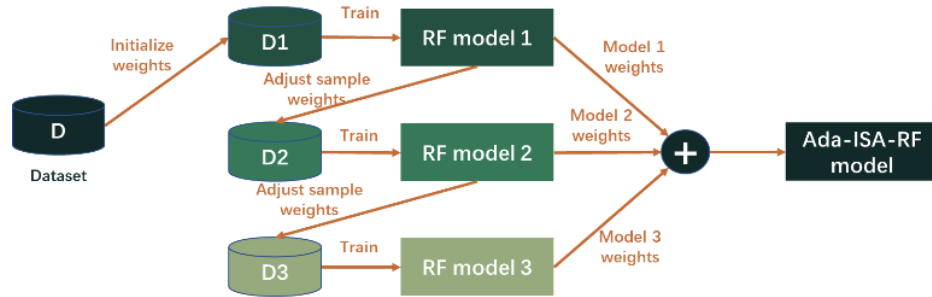 Train
D1
RF model 1
Initialize
weights
Model 1
weights
Adjust sample
weights
D
Dataset
Train
D2
RF model 2
Model 2
weights
+
Ada-ISA-RF
model
Adjust sample
weights
Train
D3
RF model 3
Model 3
weights